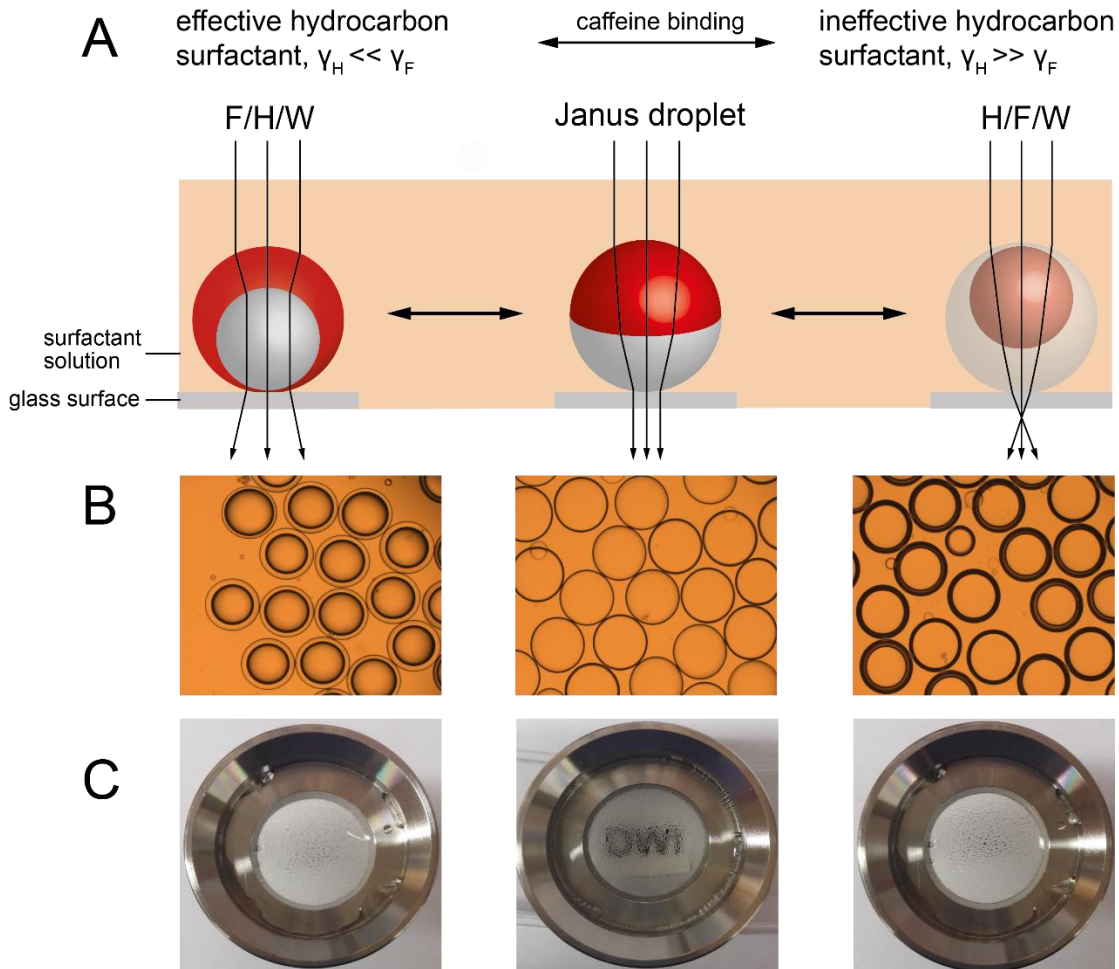 A
effective hydrocarbon
surfactant, γH << γF
caffeine binding
ineffective hydrocarbon
surfactant, γH >> γF
F/H/W
Janus droplet
H/F/W
surfactant
solution
glass surface
B
C
DWI